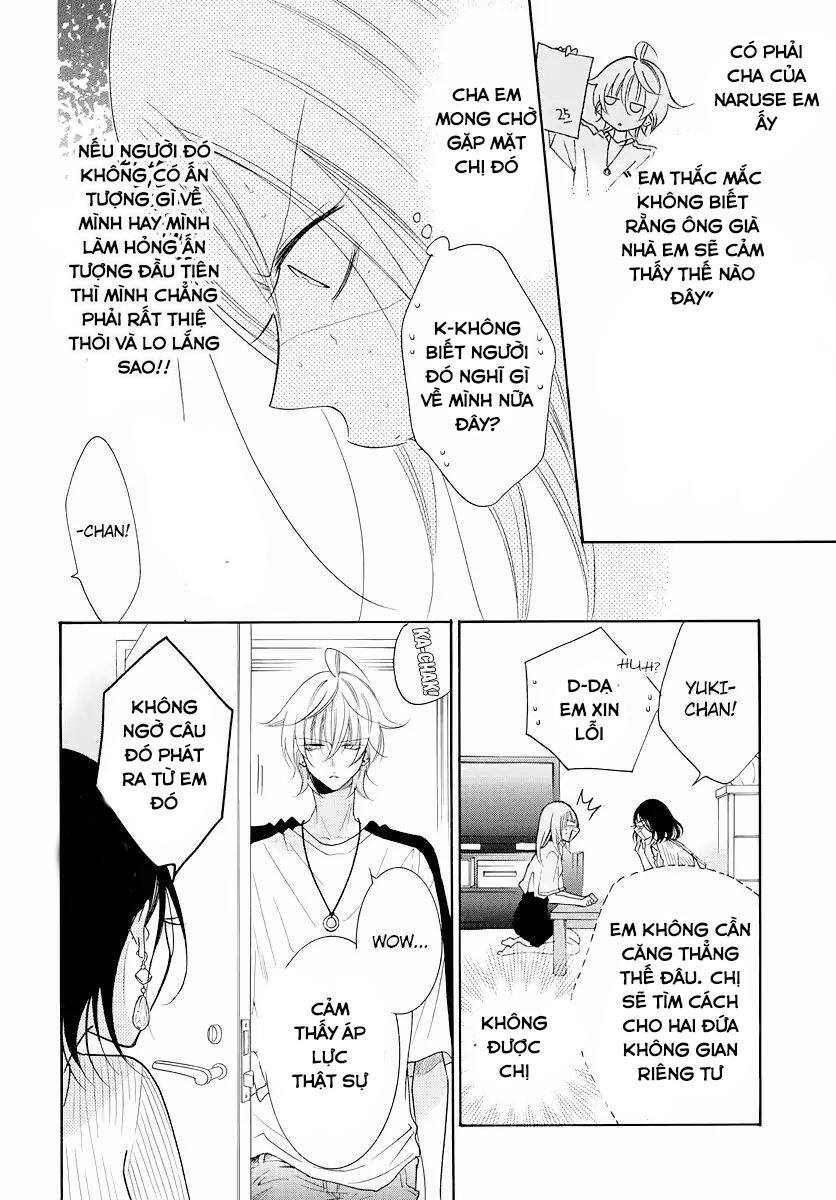 CÓ PHẢI
CHA CỦA
NARUSE EM
ẤY
25
"EM THẮC MẮC
KHÔNG BIẾT
RẰNG ÔNG GIÀ
NHÀ EM SẼ CẢM
THẤY THẾ NÀO
ĐÂY"
CHA EM
MONG CHỜ
GẶP MẶT
CHỊ ĐÓ
K-KHÔNG
BIẾT NGƯỜI
ĐÓ NGHĨ GÌ
VỀ MÌNH NỮA
ĐÂY?
NẾU NGƯỜI ĐÓ
KHÔNG CÓ ẤN
TƯỢNG GÌ VỀ
MÌNH HAY MÌNH
LÀM HỎNG ẤN
TƯỢNG ĐẦU TIÊN
THÌ MÌNH CHẲNG
PHẢI RẤT THIỆ
THÒI VÀ LO LẮNG
SAO!!
-CHAN!
YUKI-
CHAN!
HUH?
D-DẠ
EM XIN
LỖI
EM KHÔNG CẦN
CĂNG THẲNG
THẾ ĐÂU. CHỊ
SẼ TÌM CÁCH
CHO HAI ĐỨA
KHÔNG GIAN
RIÊNG TƯ
KHÔNG
ĐƯỢC
CHỊ
KA-CHAK!
WOW...
CẢM
THẤY ÁP
LỰC
THẬT SỰ
KHÔNG
NGỜ CÂU
ĐÓ PHÁT
RA TỪ EM
ĐÓ